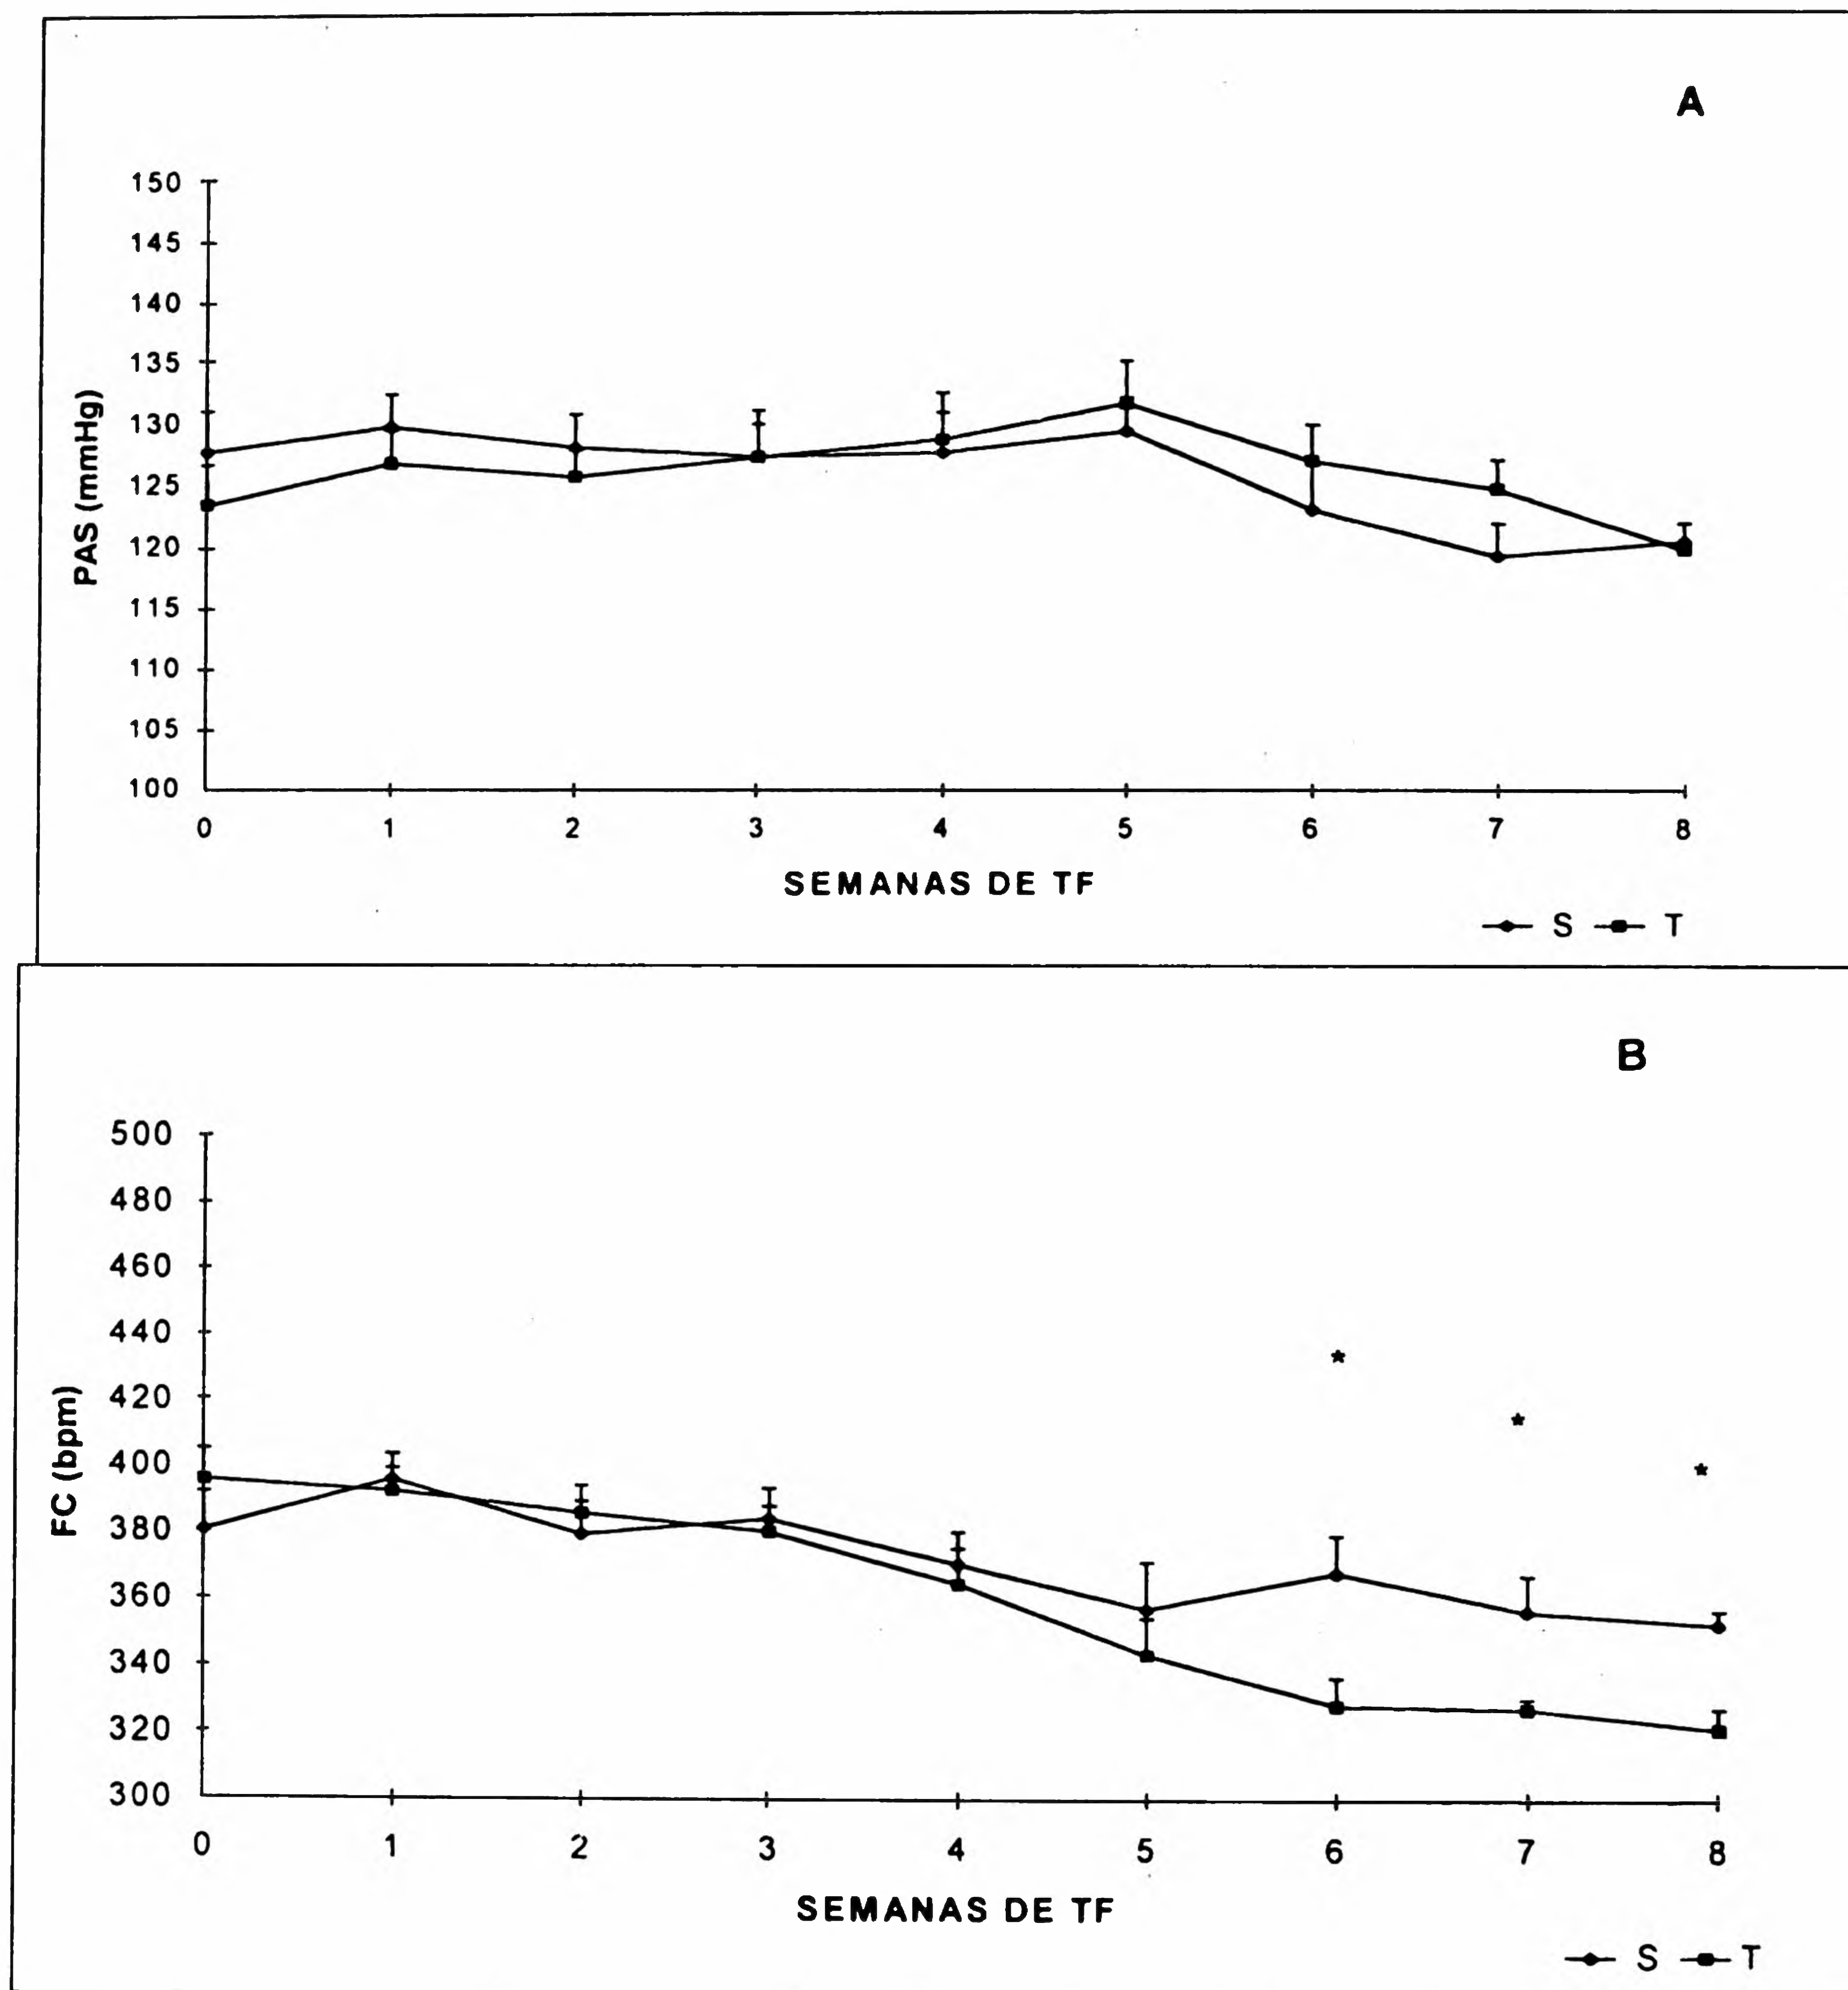 A
150
145
140
135
130
125
120
115
110
105
100
PAS (mmHg)
0 1 2 3 4 5 6 7 8
SEMANAS DE TF
S T
B
500
480
460
440
420
400
380
360
340
320
300
FC (bpm)
* * *
0 1 2 3 4 5 6 7 8
SEMANAS DE TF
S T